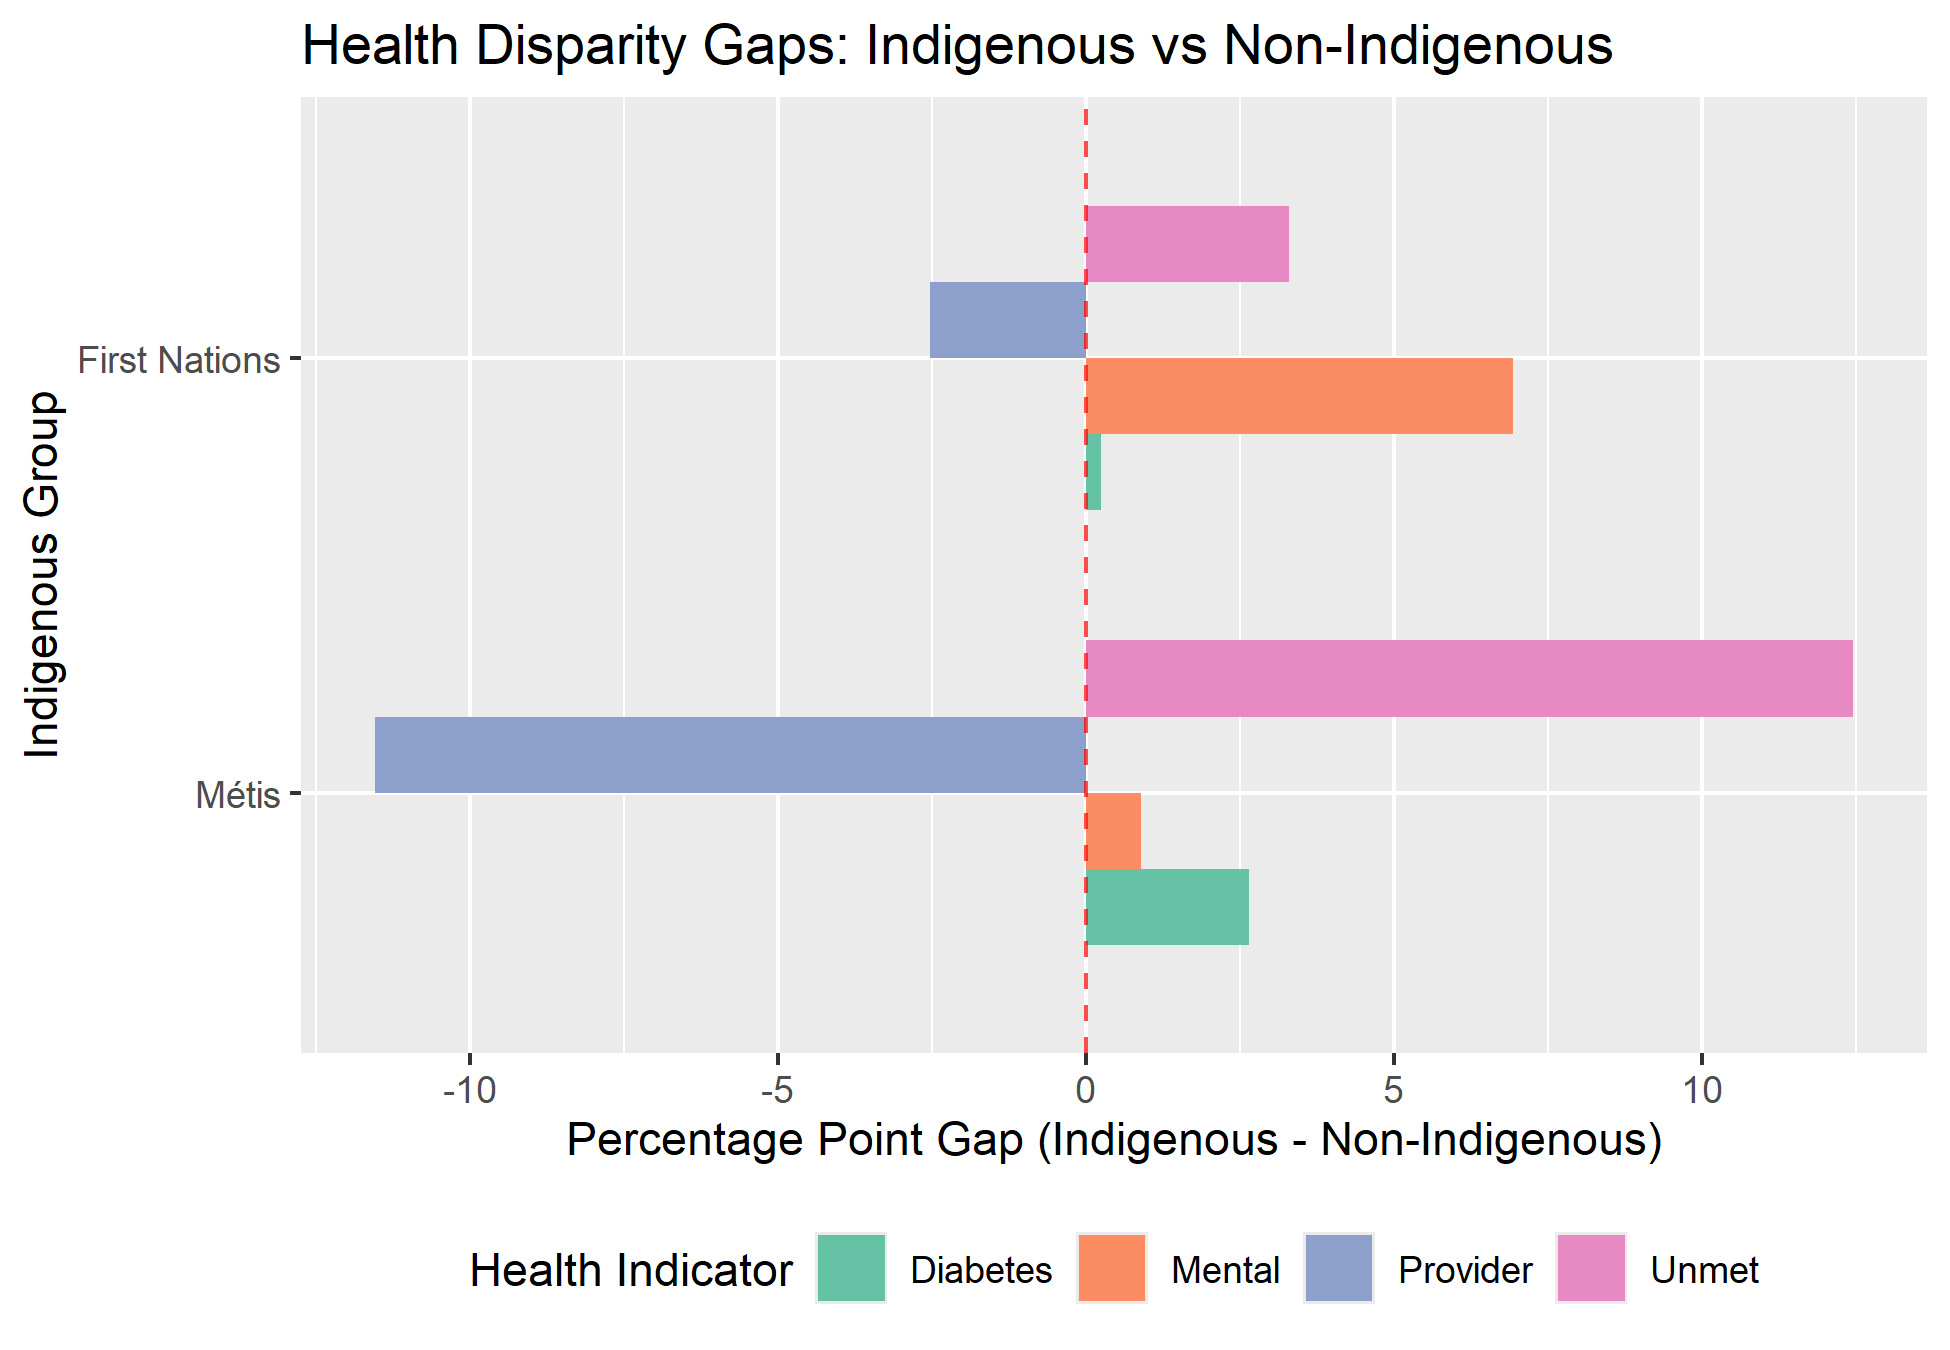 Health Disparity Gaps: Indigenous vs Non-Indigenous
Indigenous Group
First Nations
Métis
-10
-5
0
5
10
Percentage Point Gap (Indigenous - Non-Indigenous)
Health Indicator
Diabetes
Mental
Provider
Unmet